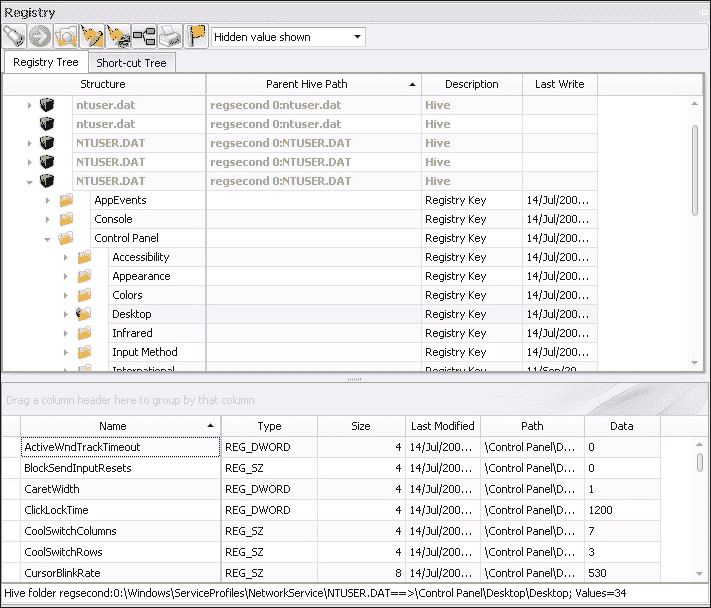 Registry
Hidden value shown
Registry Tree Short-cut Tree
Structure Parent Hive Path Description Last Write
ntuser.dat regsecond 0:ntuser.dat Hive
ntuser.dat regsecond 0:ntuser.dat Hive
NTUSER.DAT regsecond 0:NTUSER.DAT Hive
NTUSER.DAT regsecond 0:NTUSER.DAT Hive
NTUSER.DAT regsecond 0:NTUSER.DAT Hive
AppEvents Registry Key 14/Jul/200...
Console Registry Key 14/Jul/200...
Control Panel Registry Key 14/Jul/200...
Accessibility Registry Key 14/Jul/200...
Appearance Registry Key 14/Jul/200...
Colors Registry Key 14/Jul/200...
Desktop Registry Key 14/Jul/200...
Infrared Registry Key 14/Jul/200...
Input Method Registry Key 14/Jul/200...
International Registry Key 11/Sep/20...
Drag a column header here to group by that column
Name Type Size Last Modified Path Data
ActiveWndTrackTimeout REG_DWORD 4 14/Jul/200... \Control Panel\D... 0
BlockSendInputResets REG_SZ 4 14/Jul/200... \Control Panel\D... 0
CaretWidth REG_DWORD 4 14/Jul/200... \Control Panel\D... 1
ClickLockTime REG_DWORD 4 14/Jul/200... \Control Panel\D... 1200
CoolSwitchColumns REG_SZ 4 14/Jul/200... \Control Panel\D... 7
CoolSwitchRows REG_SZ 4 14/Jul/200... \Control Panel\D... 3
CursorBlinkRate REG_SZ 8 14/Jul/200... \Control Panel\D... 530
Hive folder regsecond:0:\Windows\ServiceProfiles\NetworkService\NTUSER.DAT==>\Control Panel\Desktop\Desktop; Values=34